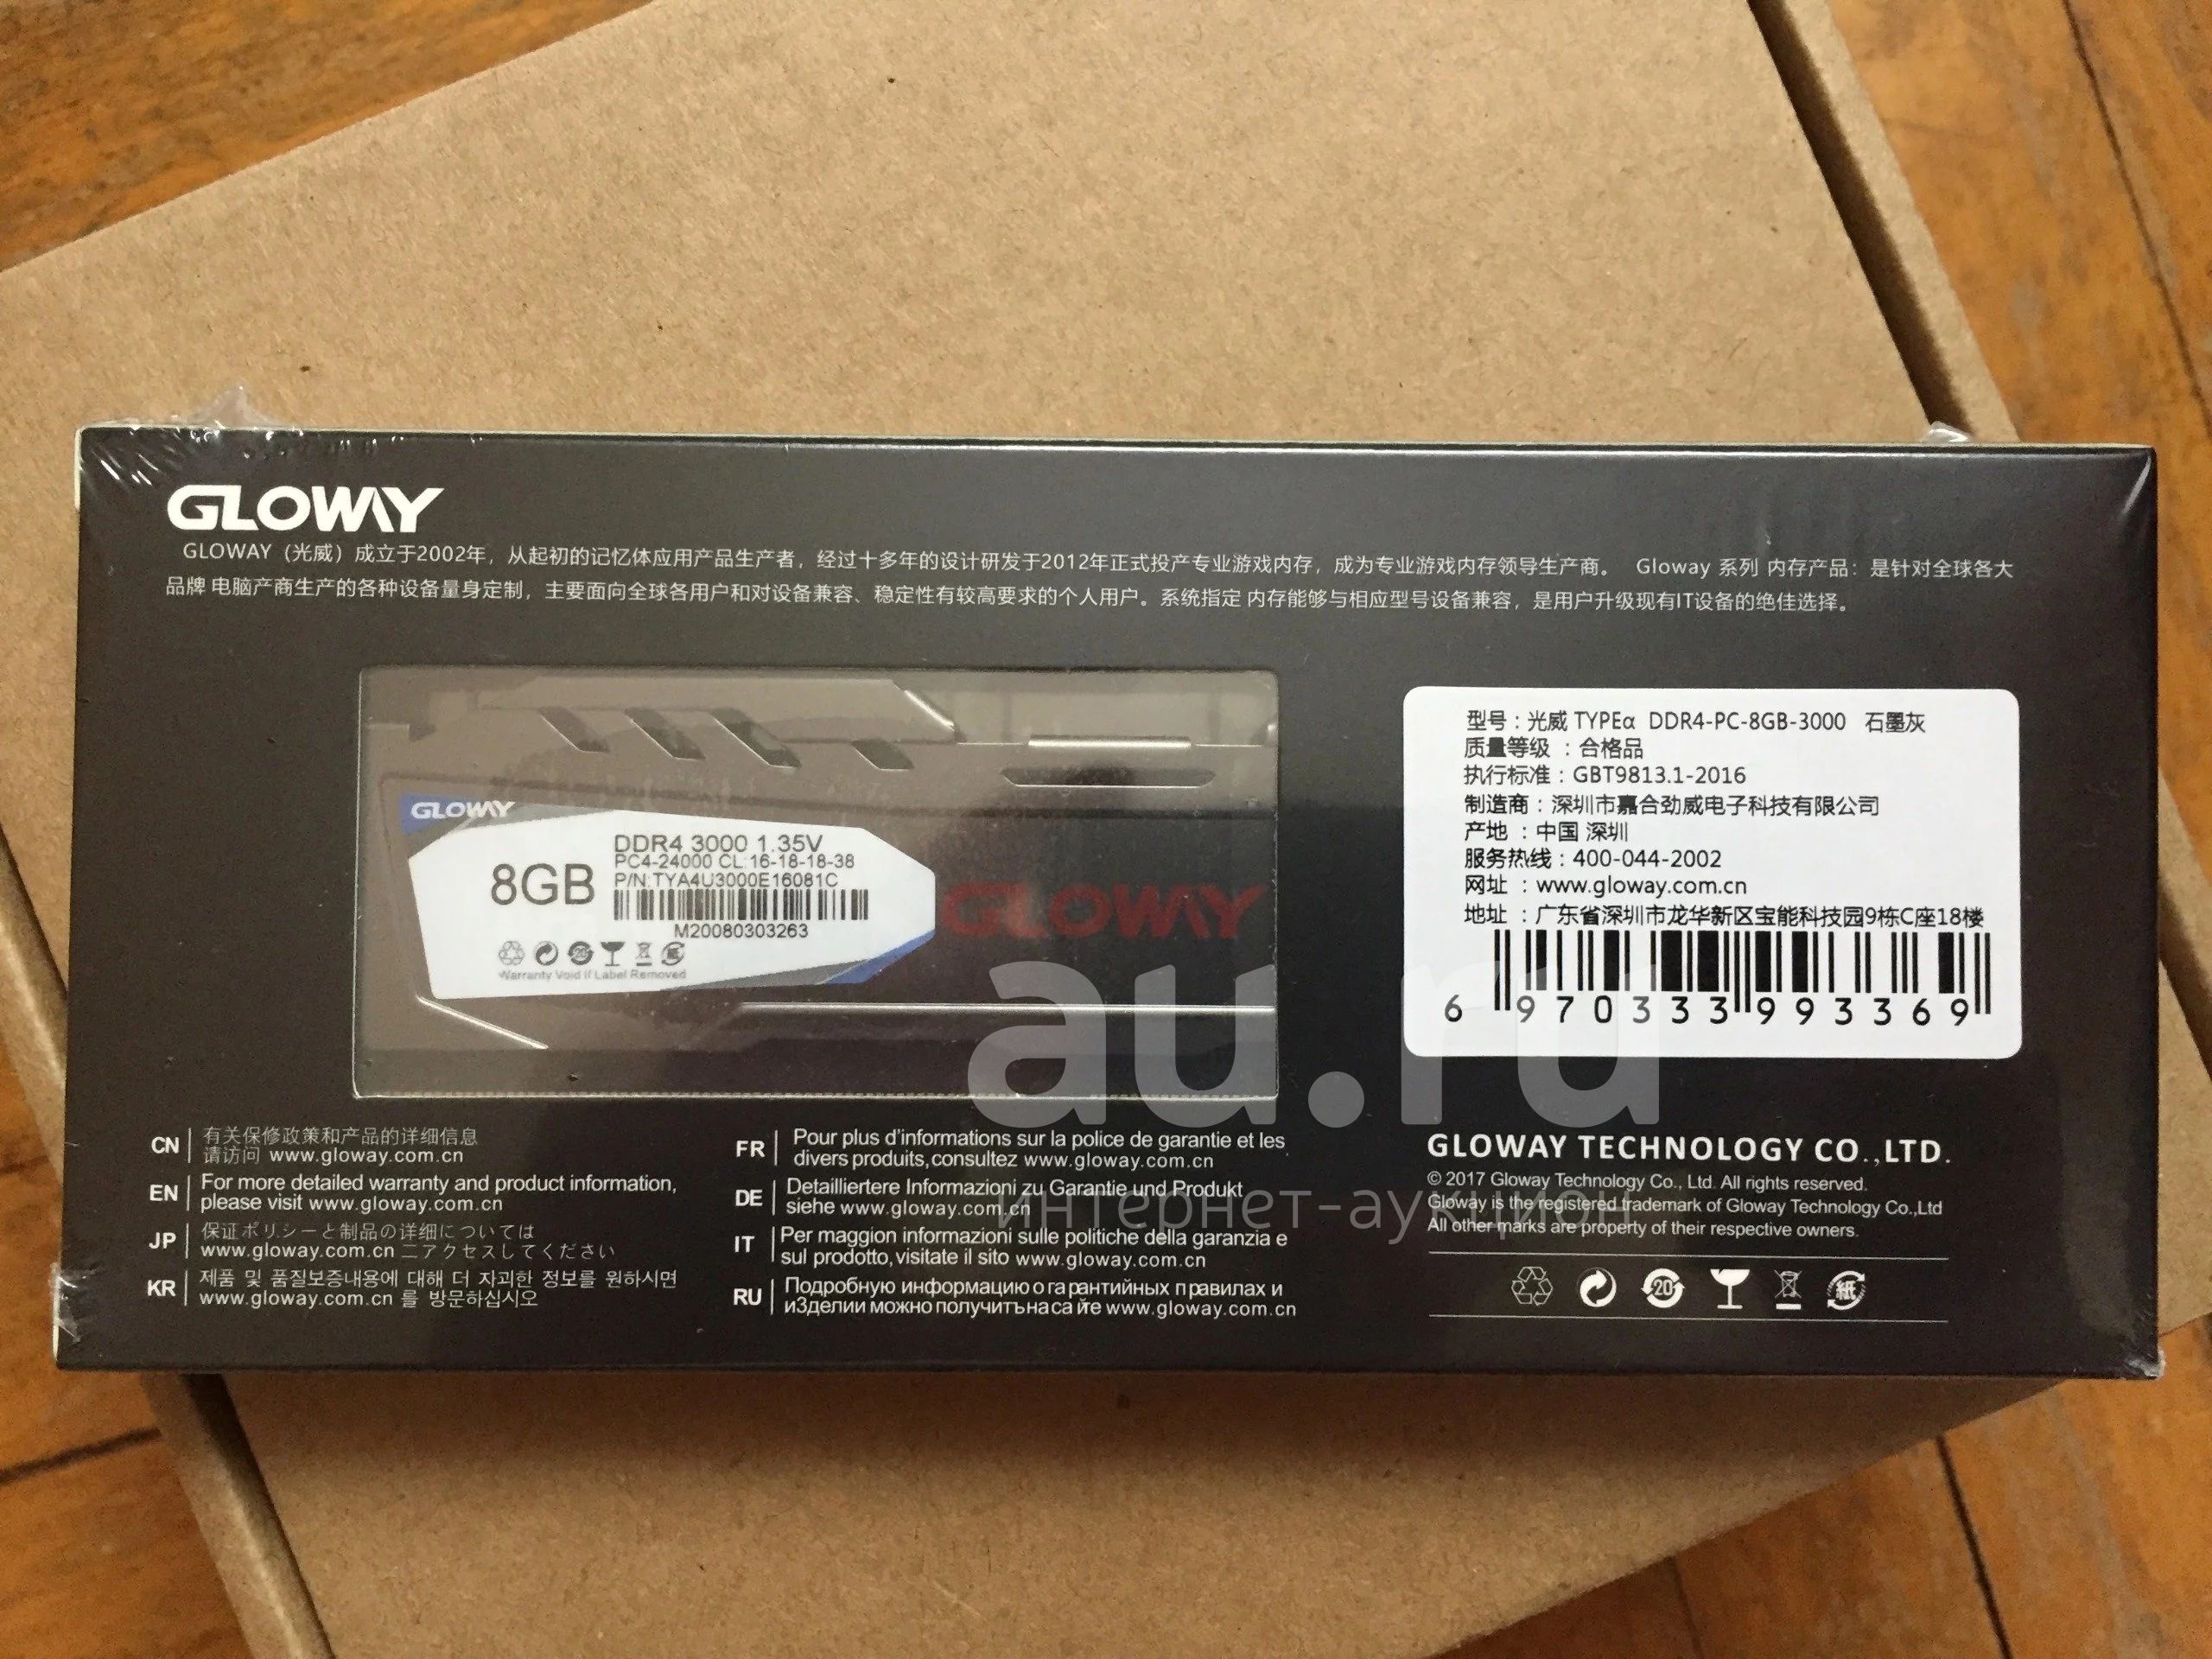 GLOWAY
GLOWAY（光威）成立于2002年，从起初的记忆体应用产品生产者，经过十多年的设计研发于2012年正式投产专业游戏内存，成为专业游戏内存领导生产商。 Gloway 系列 内存产品：是针对全球各大
品牌 电脑产商生产的各种设备量身定制，主要面向全球各用户和对设备兼容、稳定性有较高要求的个人用户。系统指定 内存能够与相应型号设备兼容，是用户升级现有IT设备的绝佳选择。
GLOWAY
DDR4 3000 1.35V
8GB
PC4-24000 CL:16-18-18-38
P/N:TYA4U3000E16081C
M20080303263
20
紙
Warranty Void If Label Removed
GLOWAY
型号：光威 TYPEα DDR4-PC-8GB-3000 石墨灰
质量等级 ：合格品
执行标准：GBT9813.1-2016
制造商：深圳市嘉合劲威电子科技有限公司
产地 ：中国 深圳
服务热线：400-044-2002
网址 ：www.gloway.com.cn
地址 ：广东省深圳市龙华新区宝能科技园9栋C座18楼
6 970333 993369
au.ru
интернет-аукцион
CN 有关保修政策和产品的详细信息
请访问 www.gloway.com.cn
EN For more detailed warranty and product information,
please visit www.gloway.com.cn
JP 保证ポリシーと制品の详细については
www.gloway.com.cn 二アクセスしてください
KR 제품 및 품질보증내용에 대해 더 자괴한 정보를 원하시면
www.gloway.com.cn 를 방문하십시오
FR Pour plus d'informations sur la police de garantie et les
divers produits,consultez www.gloway.com.cn
DE Detailliertere Informazioni zu Garantie und Produkt
siehe www.gloway.com.cn
IT Per maggion informazioni sulle politiche della garanzia e
sul prodotto,visitate il sito www.gloway.com.cn
RU Подробную информацию о гарантийных правилах и
иЗделии можно получитъ на сайте www.gloway.com.cn
GLOWAY TECHNOLOGY CO.,LTD.
© 2017 Gloway Technology Co., Ltd. All rights reserved.
Gloway is the registered trademark of Gloway Technology Co.,Ltd
All other marks are property of their respective owners.
20
紙